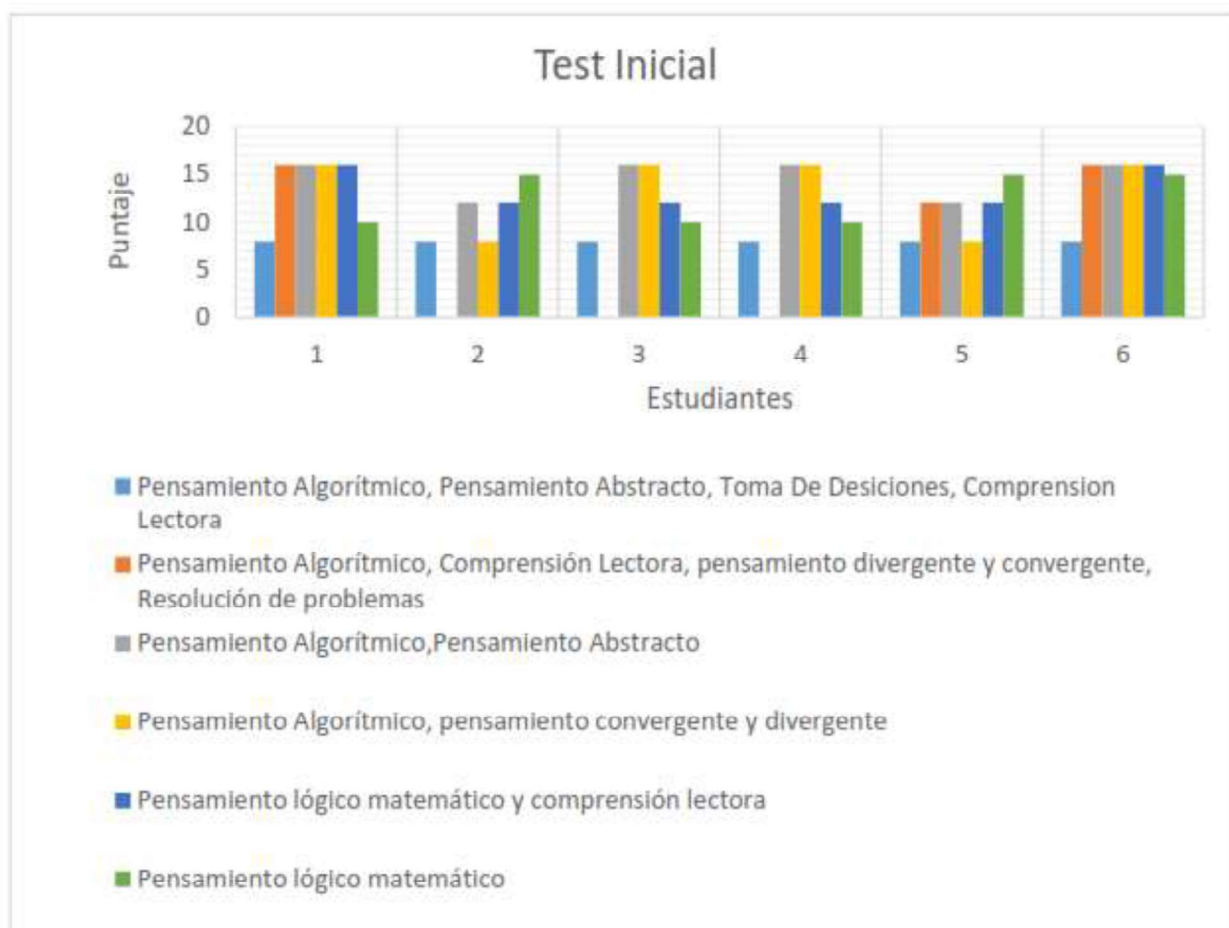 Test Inicial
20
15
10
5
0
Puntaje
1 2 3 4 5 6
Estudiantes
Pensamiento Algorítmico, Pensamiento Abstracto, Toma De Desiciones, Comprension
Lectora
Pensamiento Algorítmico, Comprensión Lectora, pensamiento divergente y convergente,
Resolución de problemas
Pensamiento Algorítmico,Pensamiento Abstracto
Pensamiento Algorítmico, pensamiento convergente y divergente
Pensamiento lógico matemático y comprensión lectora
Pensamiento lógico matemático